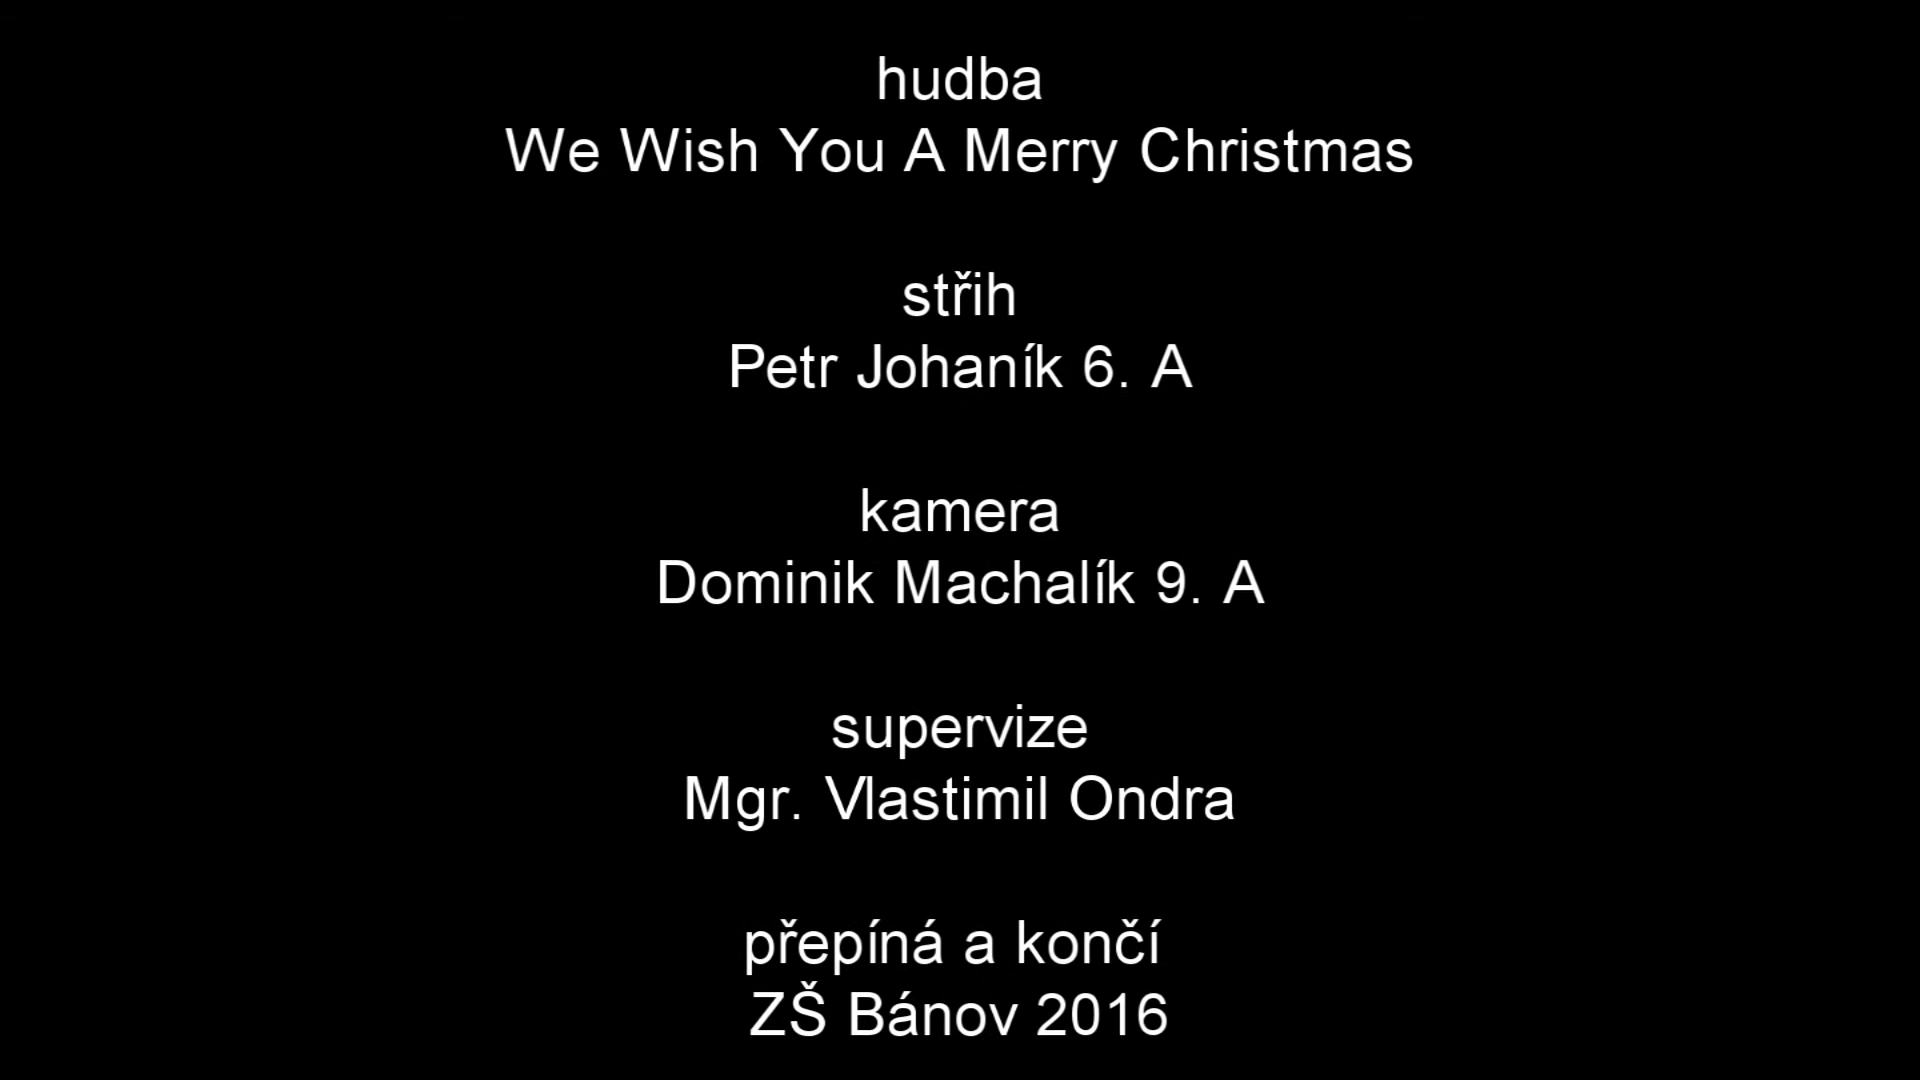 hudba
We Wish You A Merry Christmas
střih
Petr Johaník 6. A
kamera
Dominik Machalík 9. A
supervize
Mgr. Vlastimil Ondra
přepíná a končí
ZŠ Bánov 2016